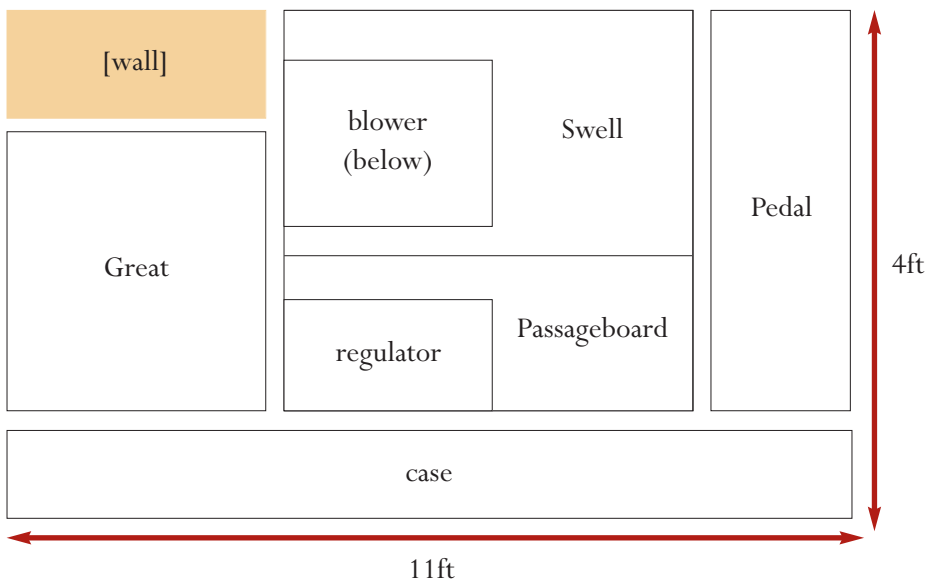 [wall]
blower
(below)
Swell
Pedal
Great
4ft
Passageboard
regulator
case
11ft